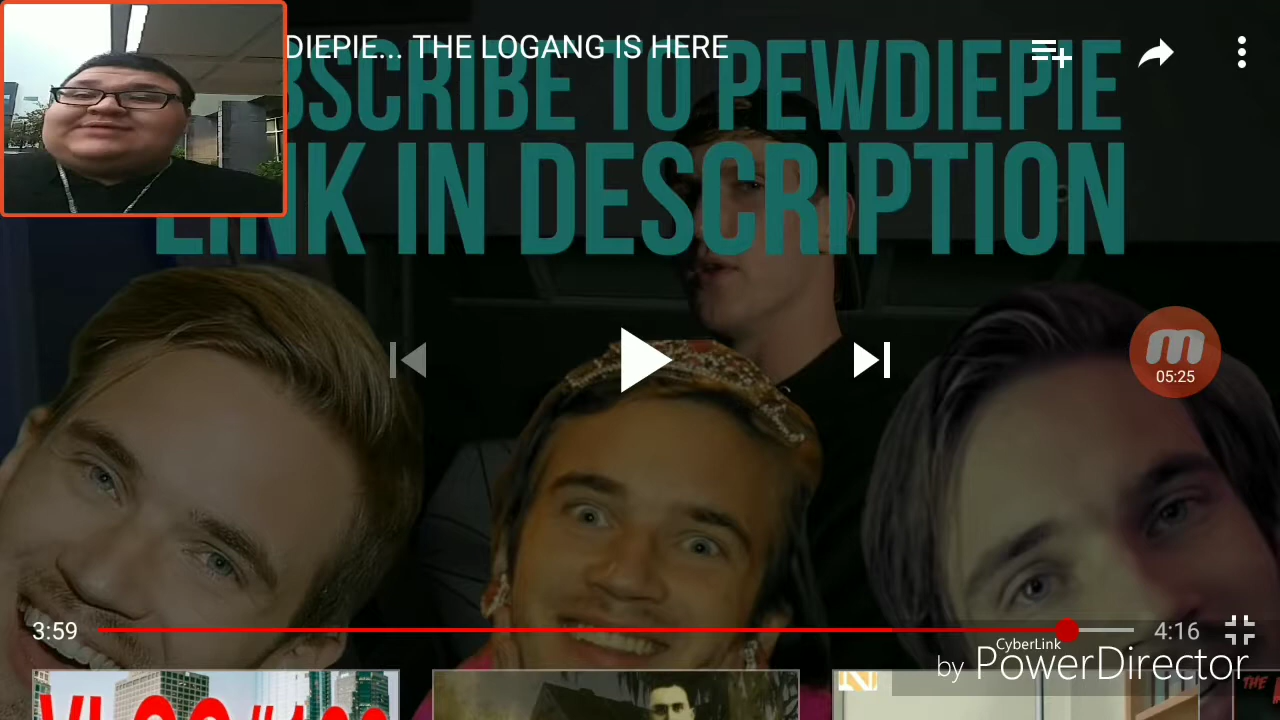 DIEPIE... THE LOGANG IS HERE
BSCRIBE TO PEWDIEPIE
LINK IN DESCRIPTION
05:25
3:59
4:16
CyberLink
by PowerDirector
THE